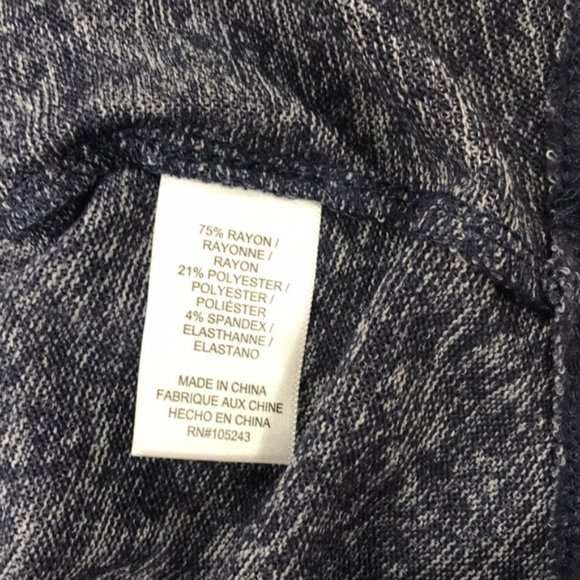 75% RAYON /
RAYONNE /
RAYON
21% POLYESTER /
POLYESTER /
POLIÉSTER
4% SPANDEX /
ELASTHANNE /
ELASTANO
MADE IN CHINA
FABRIQUE AUX CHINE
HECHO EN CHINA
RN#105243